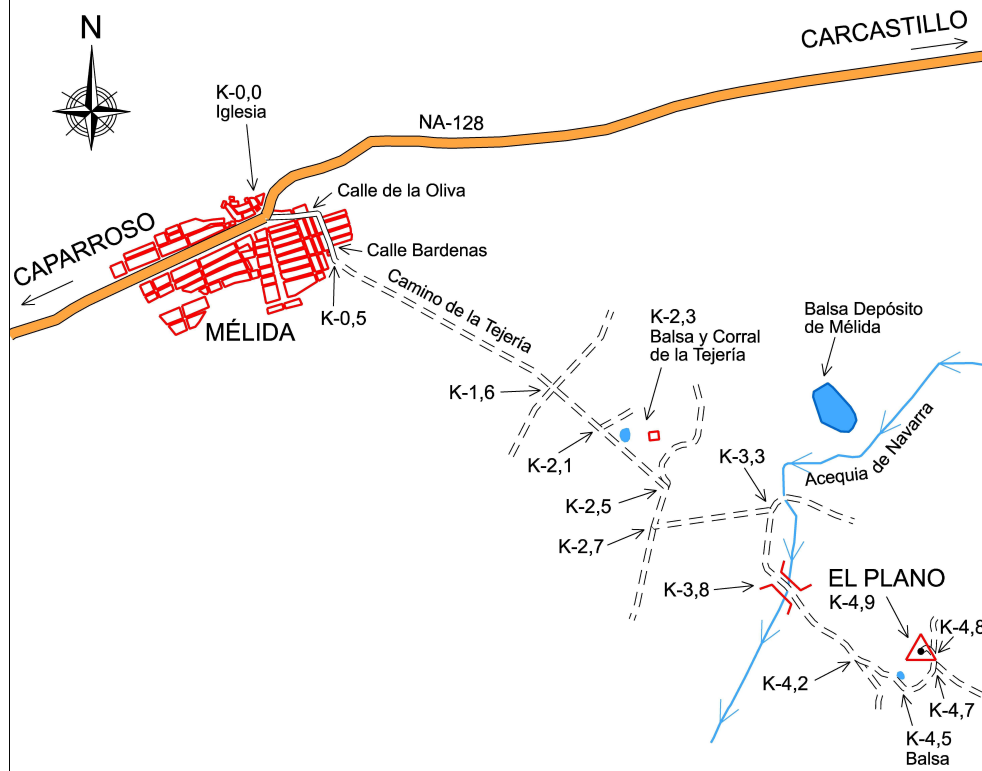 N
CARCASTILLO
K-0,0
Iglesia
NA-128
Calle de la Oliva
CAPARROSO
Calle Bardenas
Camino de la Tejería
K-0,5
MÉLIDA
K-2,3
Balsa y Corral
de la Tejería
Balsa Depósito
de Mélida
K-1,6
Acequia de Navarra
K-2,1
K-3,3
K-2,5
K-2,7
K-3,8
EL PLANO
K-4,9
K-4,8
K-4,2
K-4,7
K-4,5
Balsa